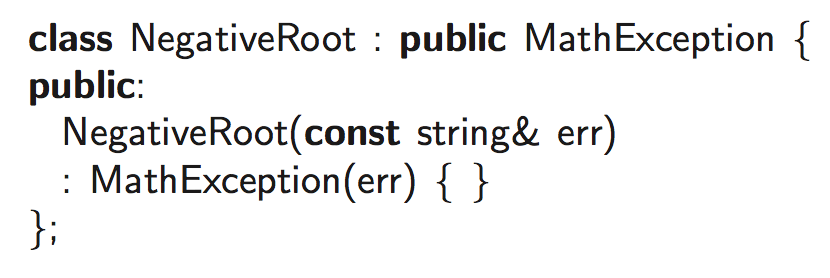 class NegativeRoot : public MathException {
public:
NegativeRoot(const string& err)
: MathException(err) { }
};